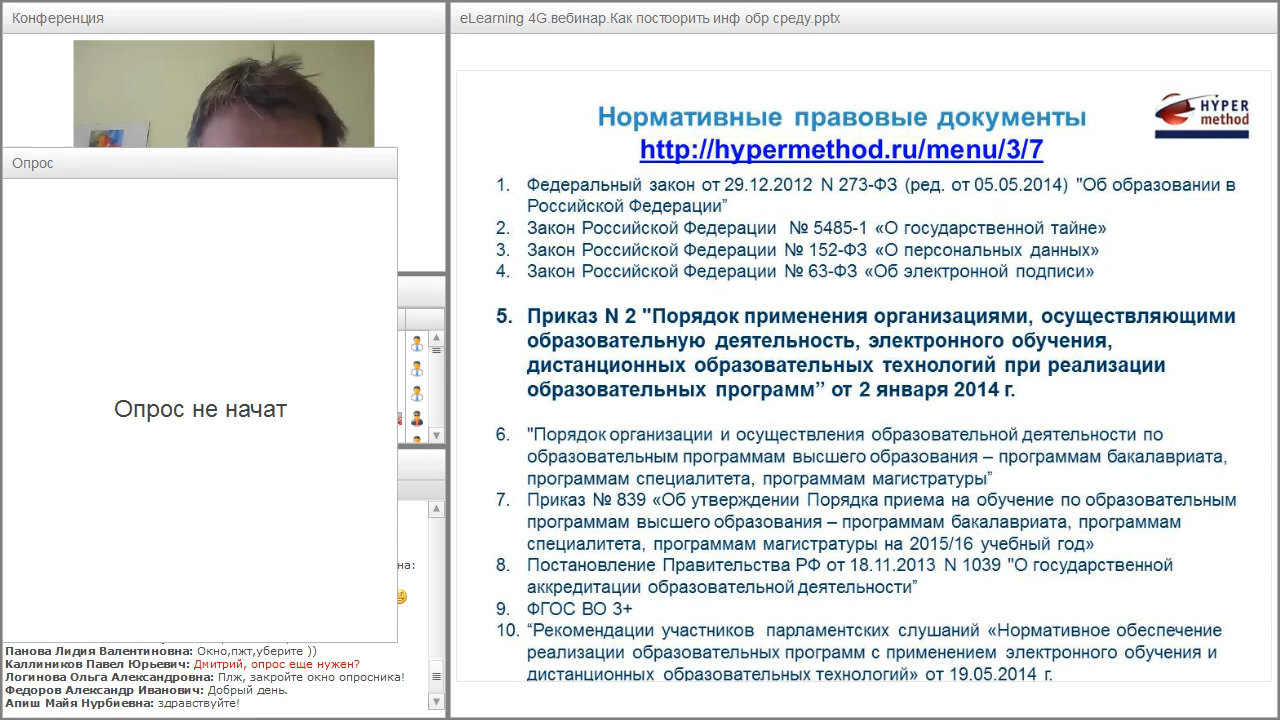 Конференция
eLearning 4G.вебинар.Как постоорить инф обр среду.pptx
Опрос
Опрос не начат
на:
Панова Лидия Валентиновна: Окно,пжт,уберите ))
Каллиников Павел Юрьевич: Дмитрий, опрос еще нужен?
Логинова Ольга Александровна: Плж, закройте окно опросника!
Федоров Александр Иванович: Добрый день.
Апиш Майя Нурбиевна: здравствуйте!
Нормативные правовые документы
http://hypermethod.ru/menu/3/7
HYPER
method
1. Федеральный закон от 29.12.2012 N 273-ФЗ (ред. от 05.05.2014) "Об образовании в
Российской Федерации”
2. Закон Российской Федерации № 5485-1 «О государственной тайне»
3. Закон Российской Федерации № 152-ФЗ «О персональных данных»
4. Закон Российской Федерации № 63-ФЗ «Об электронной подписи»
5. Приказ N 2 "Порядок применения организациями, осуществляющими
образовательную деятельность, электронного обучения,
дистанционных образовательных технологий при реализации
образовательных программ” от 2 января 2014 г.
6. "Порядок организации и осуществления образовательной деятельности по
образовательным программам высшего образования – программам бакалавриата,
программам специалитета, программам магистратуры”
7. Приказ № 839 «Об утверждении Порядка приема на обучение по образовательным
программам высшего образования – программам бакалавриата, программам
специалитета, программам магистратуры на 2015/16 учебный год»
8. Постановление Правительства РФ от 18.11.2013 N 1039 "О государственной
аккредитации образовательной деятельности”
9. ФГОС ВО 3+
10. “Рекомендации участников парламентских слушаний «Нормативное обеспечение
реализации образовательных программ с применением электронного обучения и
дистанционных образовательных технологий» от 19.05.2014 г.